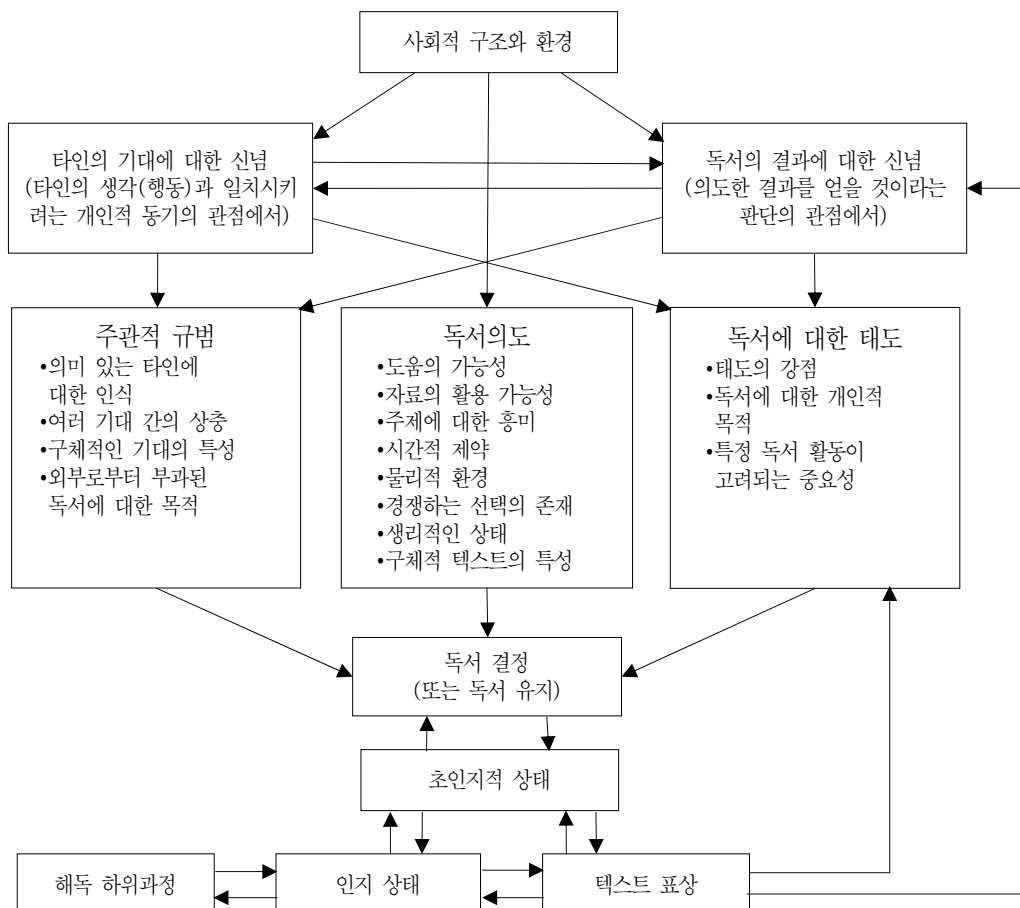 사회적 구조와 환경
타인의 기대에 대한 신념
(타인의 생각(행동)과 일치시키
려는 개인적 동기의 관점에서)
독서의 결과에 대한 신념
(의도한 결과를 얻을 것이라는
판단의 관점에서)
주관적 규범
•의미 있는 타인에
대한 인식
•여러 기대 간의 상충
•구체적인 기대의 특성
•외부로부터 부과된
독서에 대한 목적
독서의도
•도움의 가능성
•자료의 활용 가능성
•주제에 대한 흥미
•시간적 제약
•물리적 환경
•경쟁하는 선택의 존재
•생리적인 상태
•구체적 텍스트의 특성
독서에 대한 태도
•태도의 강점
•독서에 대한 개인적
목적
•특정 독서 활동이
고려되는 중요성
독서 결정
(또는 독서 유지)
초인지적 상태
해독 하위과정
인지 상태
텍스트 표상